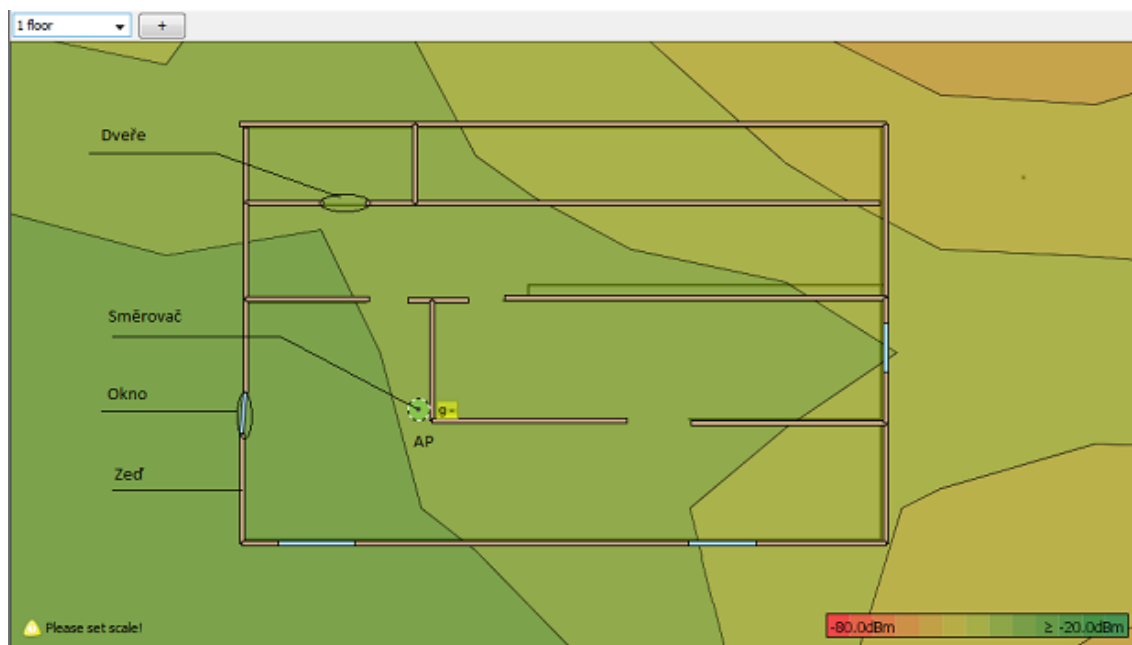 1 floor
+
Dveře
Směrovač
Okno
g=
AP
Zeď
Please set scale!
-80.0dBm
≥ -20.0dBm